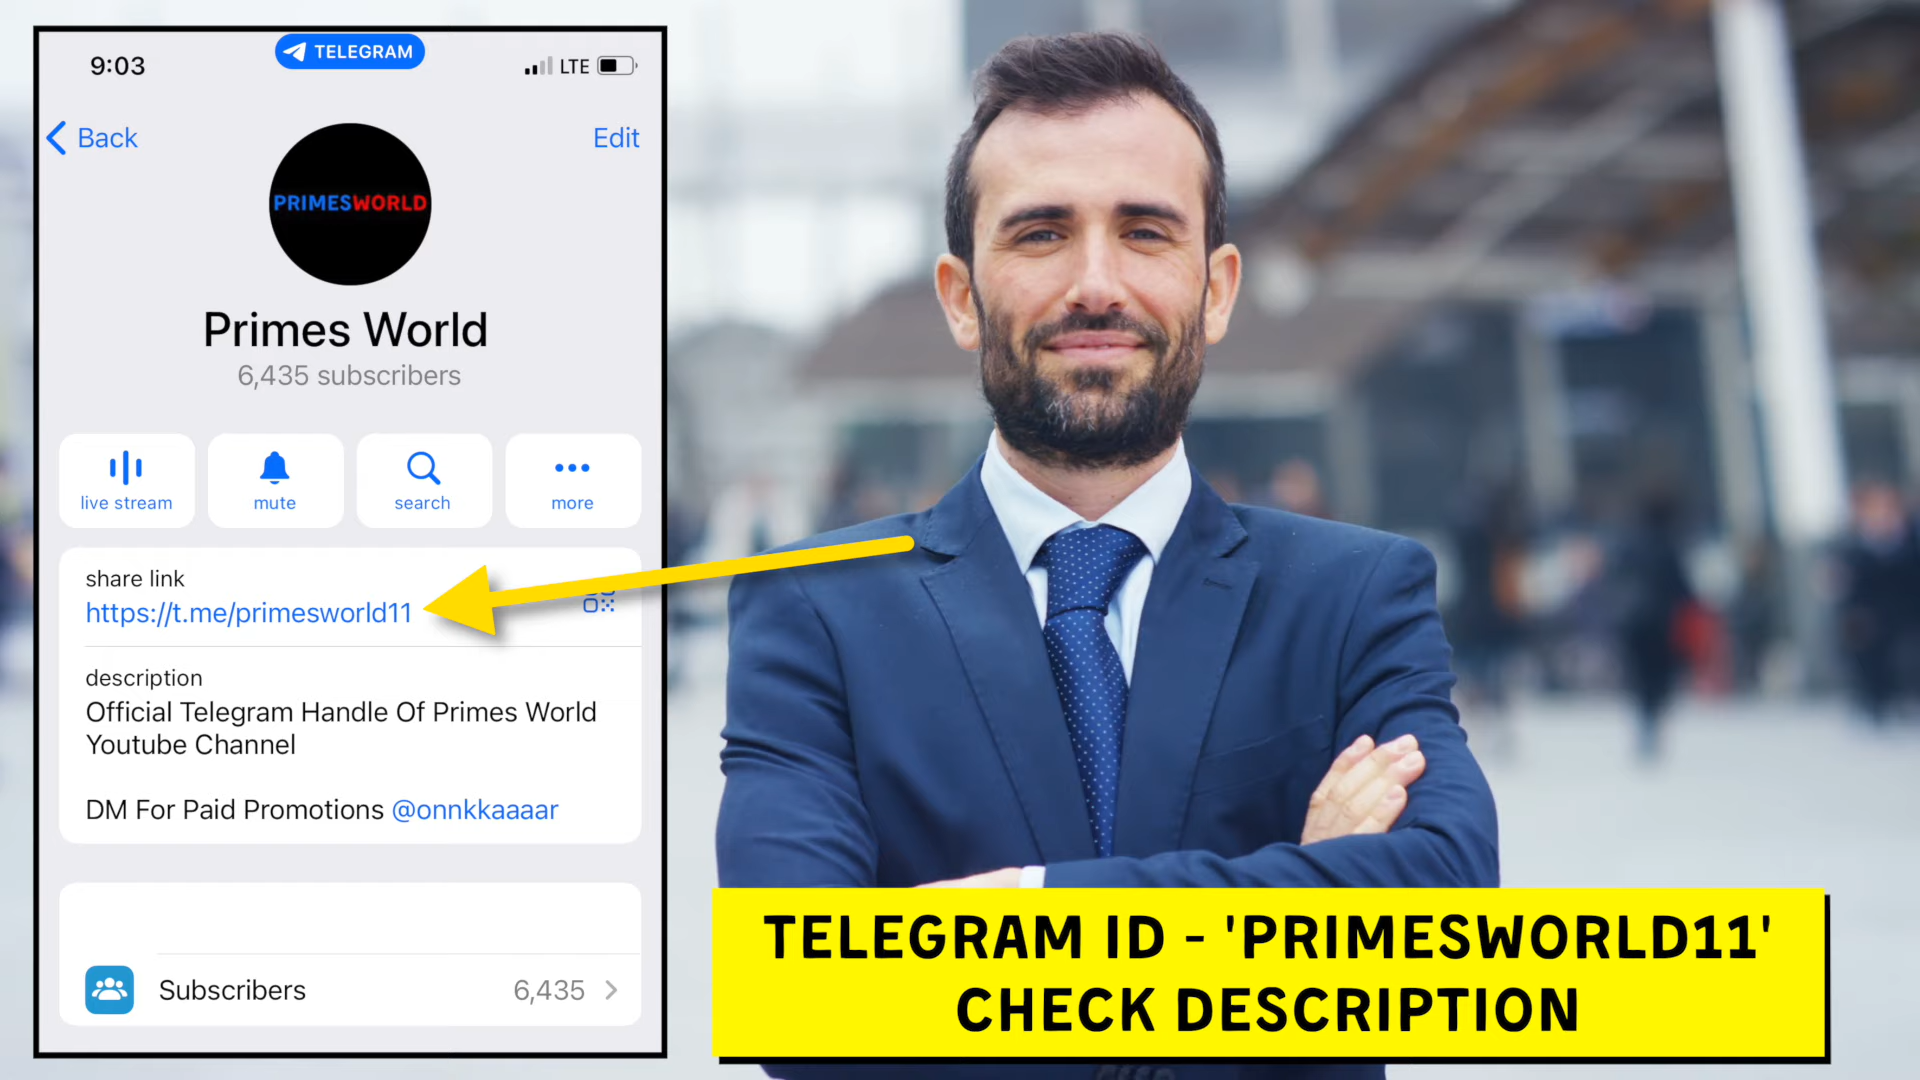 9:03
TELEGRAM
LTE
Back
Edit
PRIMESWORLD
Primes World
6,435 subscribers
live stream
mute
search
more
share link
https://t.me/primesworld11
description
Official Telegram Handle Of Primes World
Youtube Channel
DM For Paid Promotions @onnkkaaaar
Subscribers
6,435
TELEGRAM ID - 'PRIMESWORLD11'
CHECK DESCRIPTION